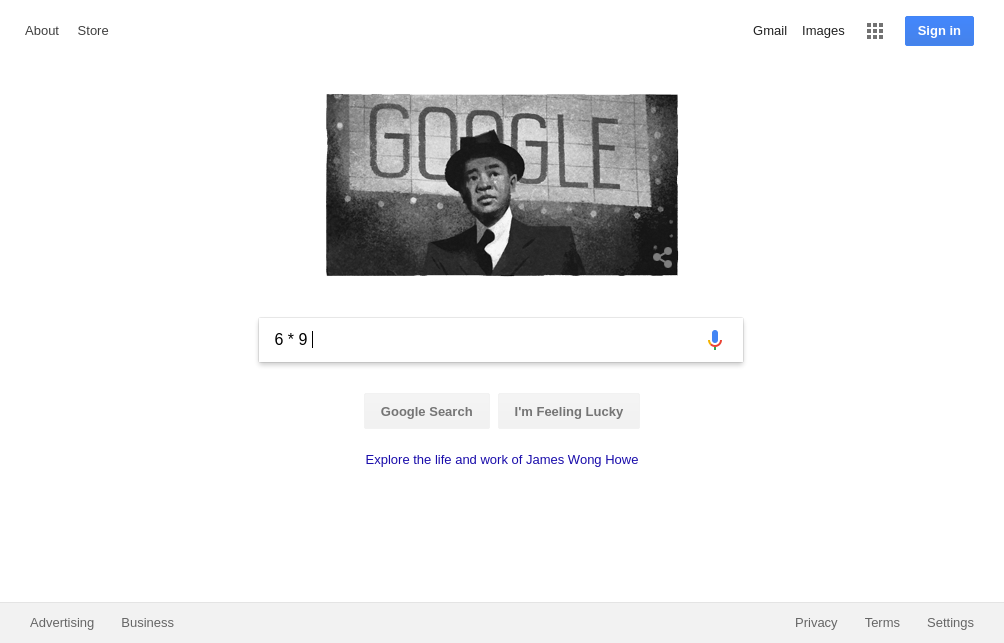 About Store Gmail Images Sign in
GOOGLE
6 * 9
Google Search I'm Feeling Lucky
Explore the life and work of James Wong Howe
Advertising Business Privacy Terms Settings